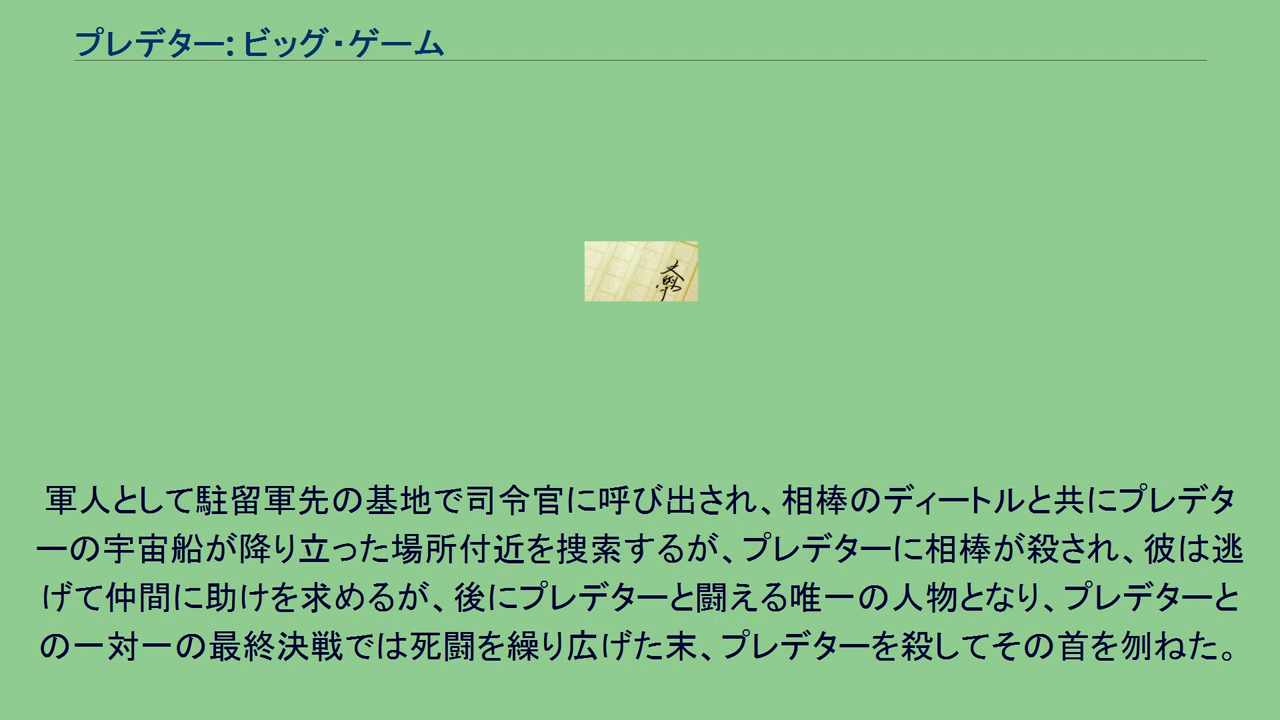 プレデター: ビッグ・ゲーム
軍人として駐留軍先の基地で司令官に呼び出され、相棒のディートルと共にプレデタ
ーの宇宙船が降り立った場所付近を捜索するが、プレデターに相棒が殺され、彼は逃
げて仲間に助けを求めるが、後にプレデターと闘える唯一の人物となり、プレデターと
の一対一の最終決戦では死闘を繰り広げた末、プレデターを殺してその首を刎ねた。